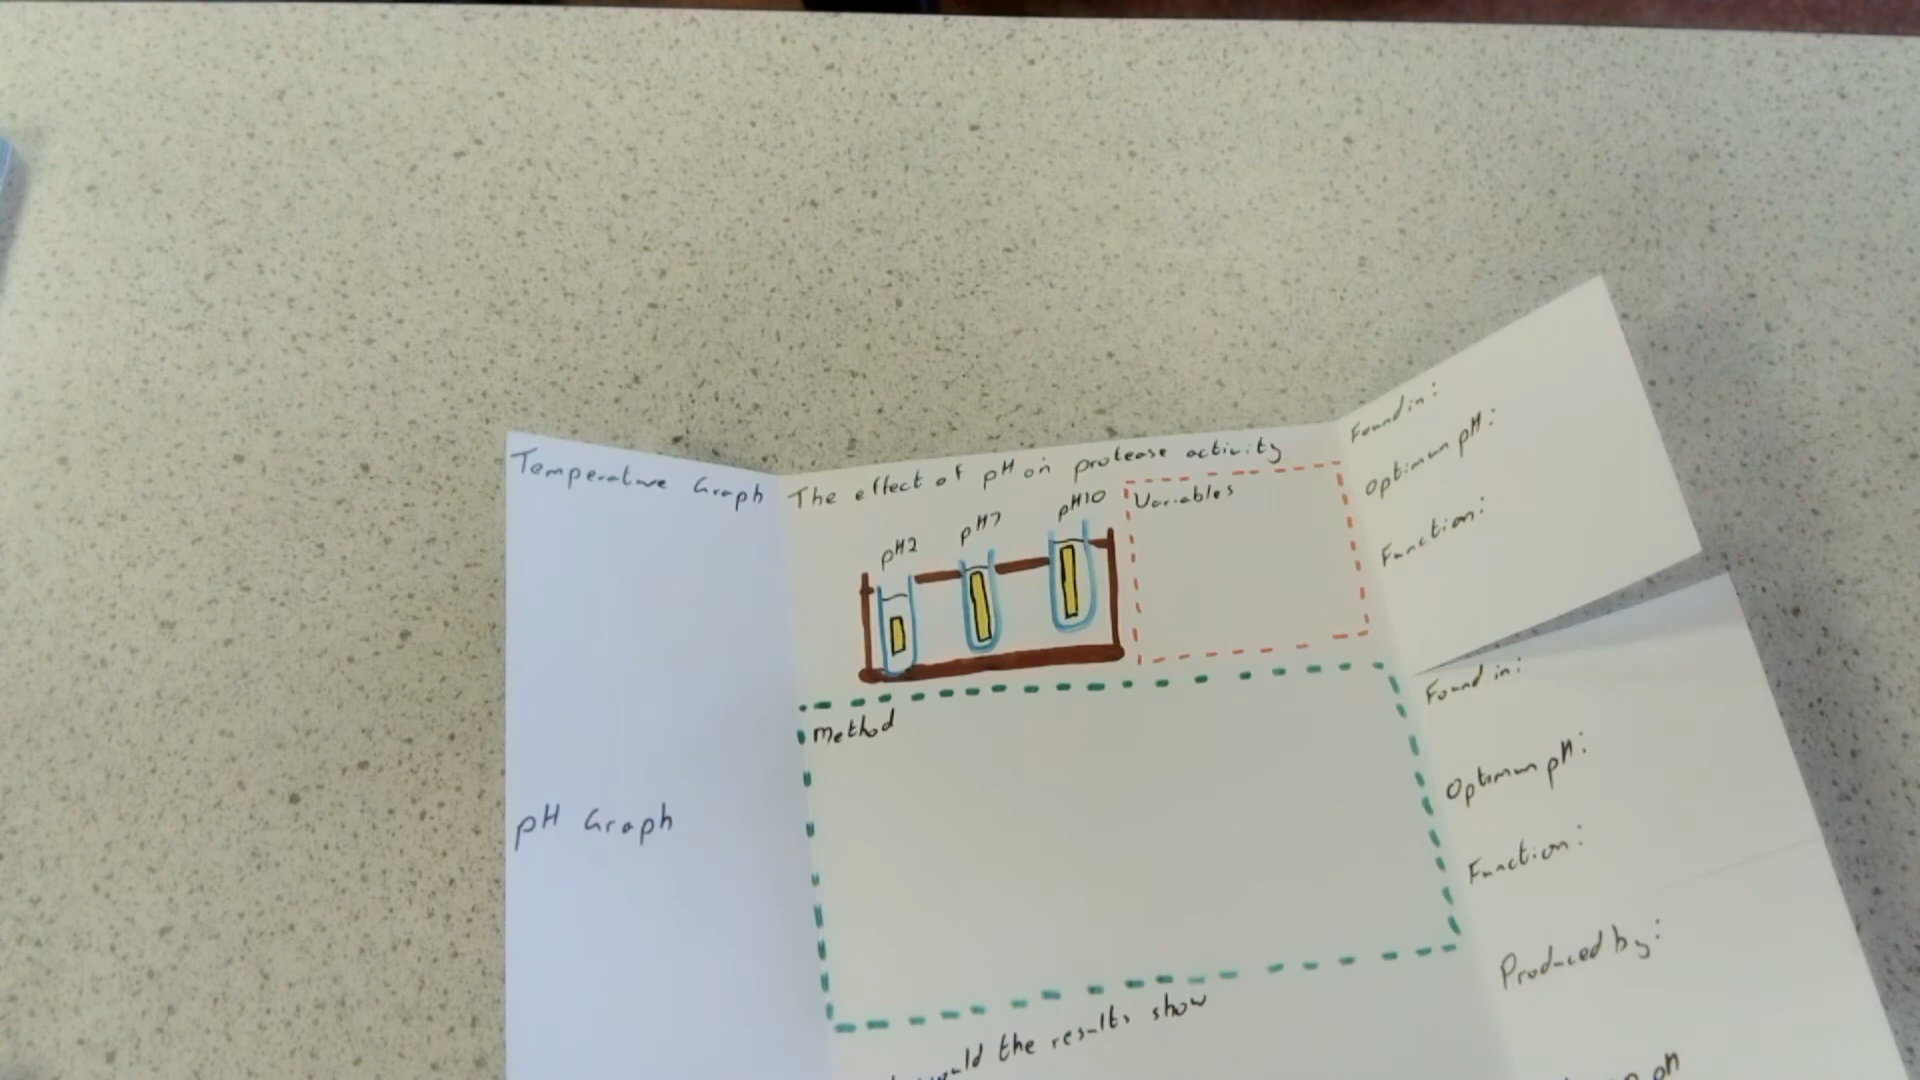 Temperature Graph
pH Graph
The effect of pH on protease activity
pH2
pH7
pH10
Variables
Method
the results show
Found in:
Optimum pH:
Function:
Found in:
Optimum pH:
Function:
Produced by:
pH